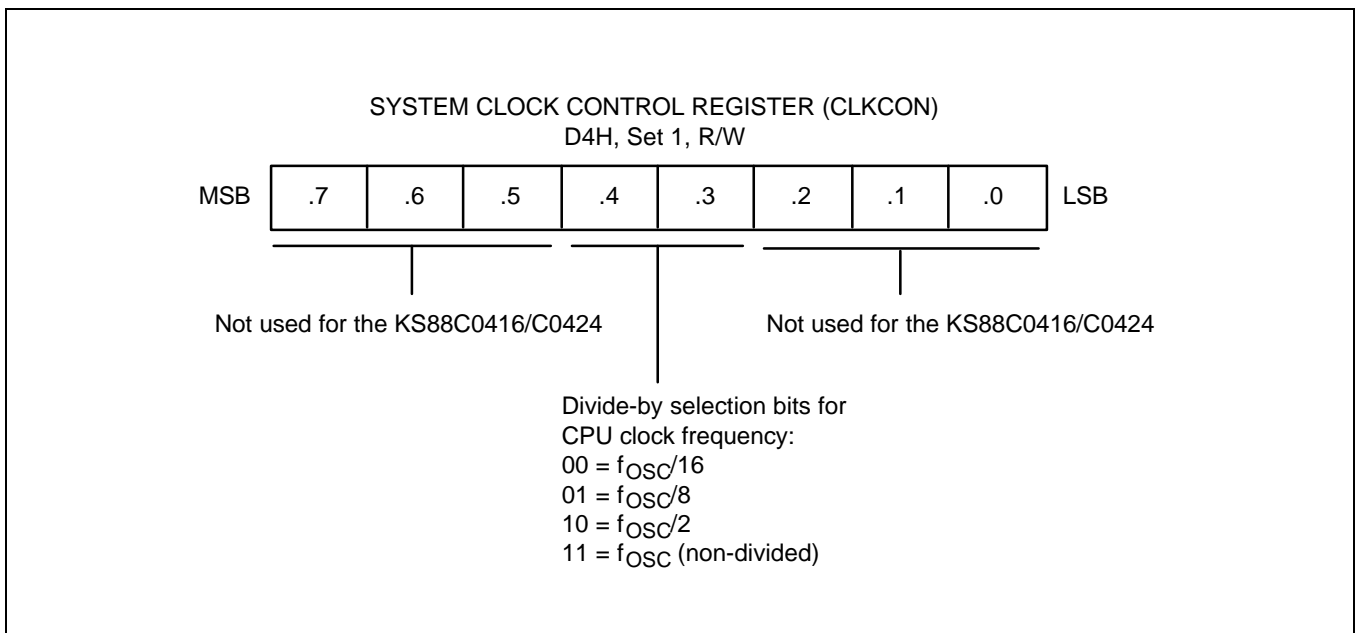 SYSTEM CLOCK CONTROL REGISTER (CLKCON)
D4H, Set 1, R/W
MSB .7 .6 .5 .4 .3 .2 .1 .0 LSB
Not used for the KS88C0416/C0424 Not used for the KS88C0416/C0424
Divide-by selection bits for
CPU clock frequency:
00 = fOSC/16
01 = fOSC/8
10 = fOSC/2
11 = fOSC (non-divided)